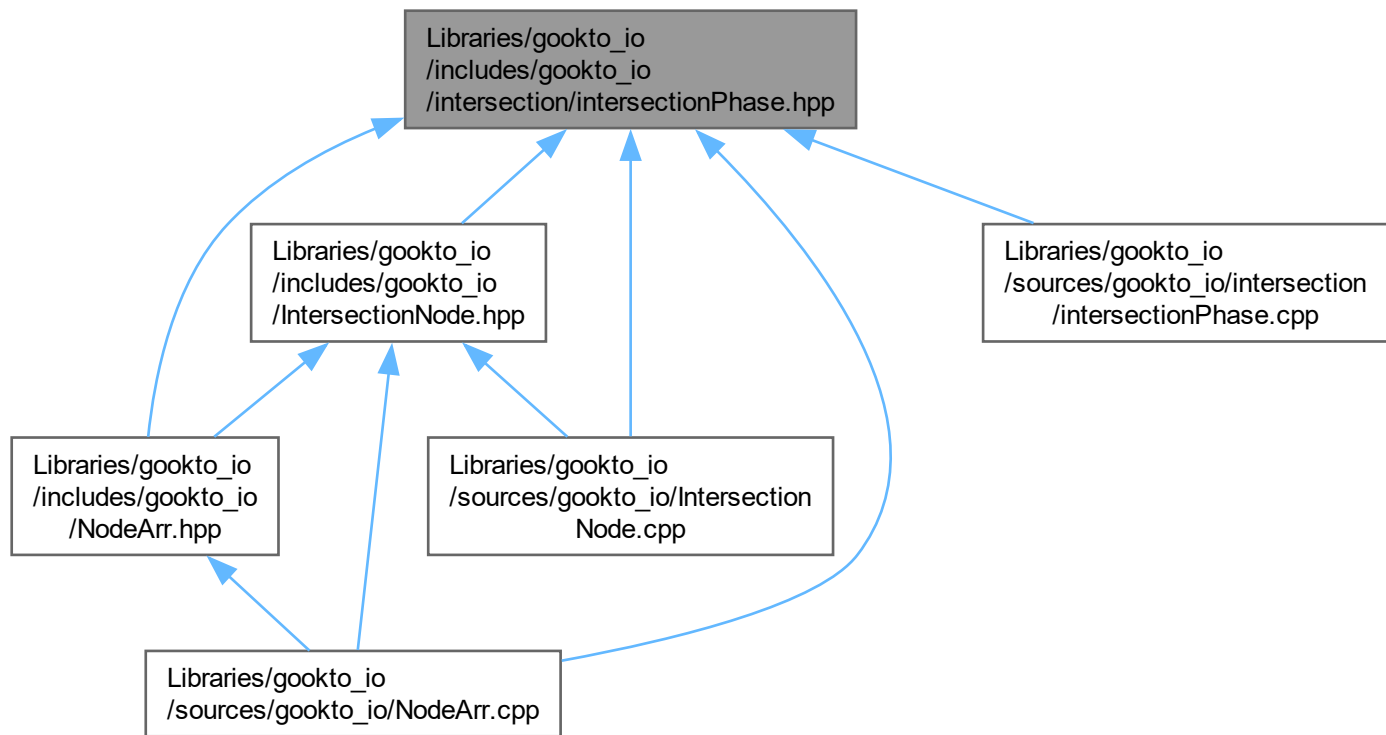 Libraries/gookto_io
/includes/gookto_io
/intersection/intersectionPhase.hpp
Libraries/gookto_io
/includes/gookto_io
/IntersectionNode.hpp
Libraries/gookto_io
/sources/gookto_io/intersection
/intersectionPhase.cpp
Libraries/gookto_io
/includes/gookto_io
/NodeArr.hpp
Libraries/gookto_io
/sources/gookto_io/Intersection
Node.cpp
Libraries/gookto_io
/sources/gookto_io/NodeArr.cpp